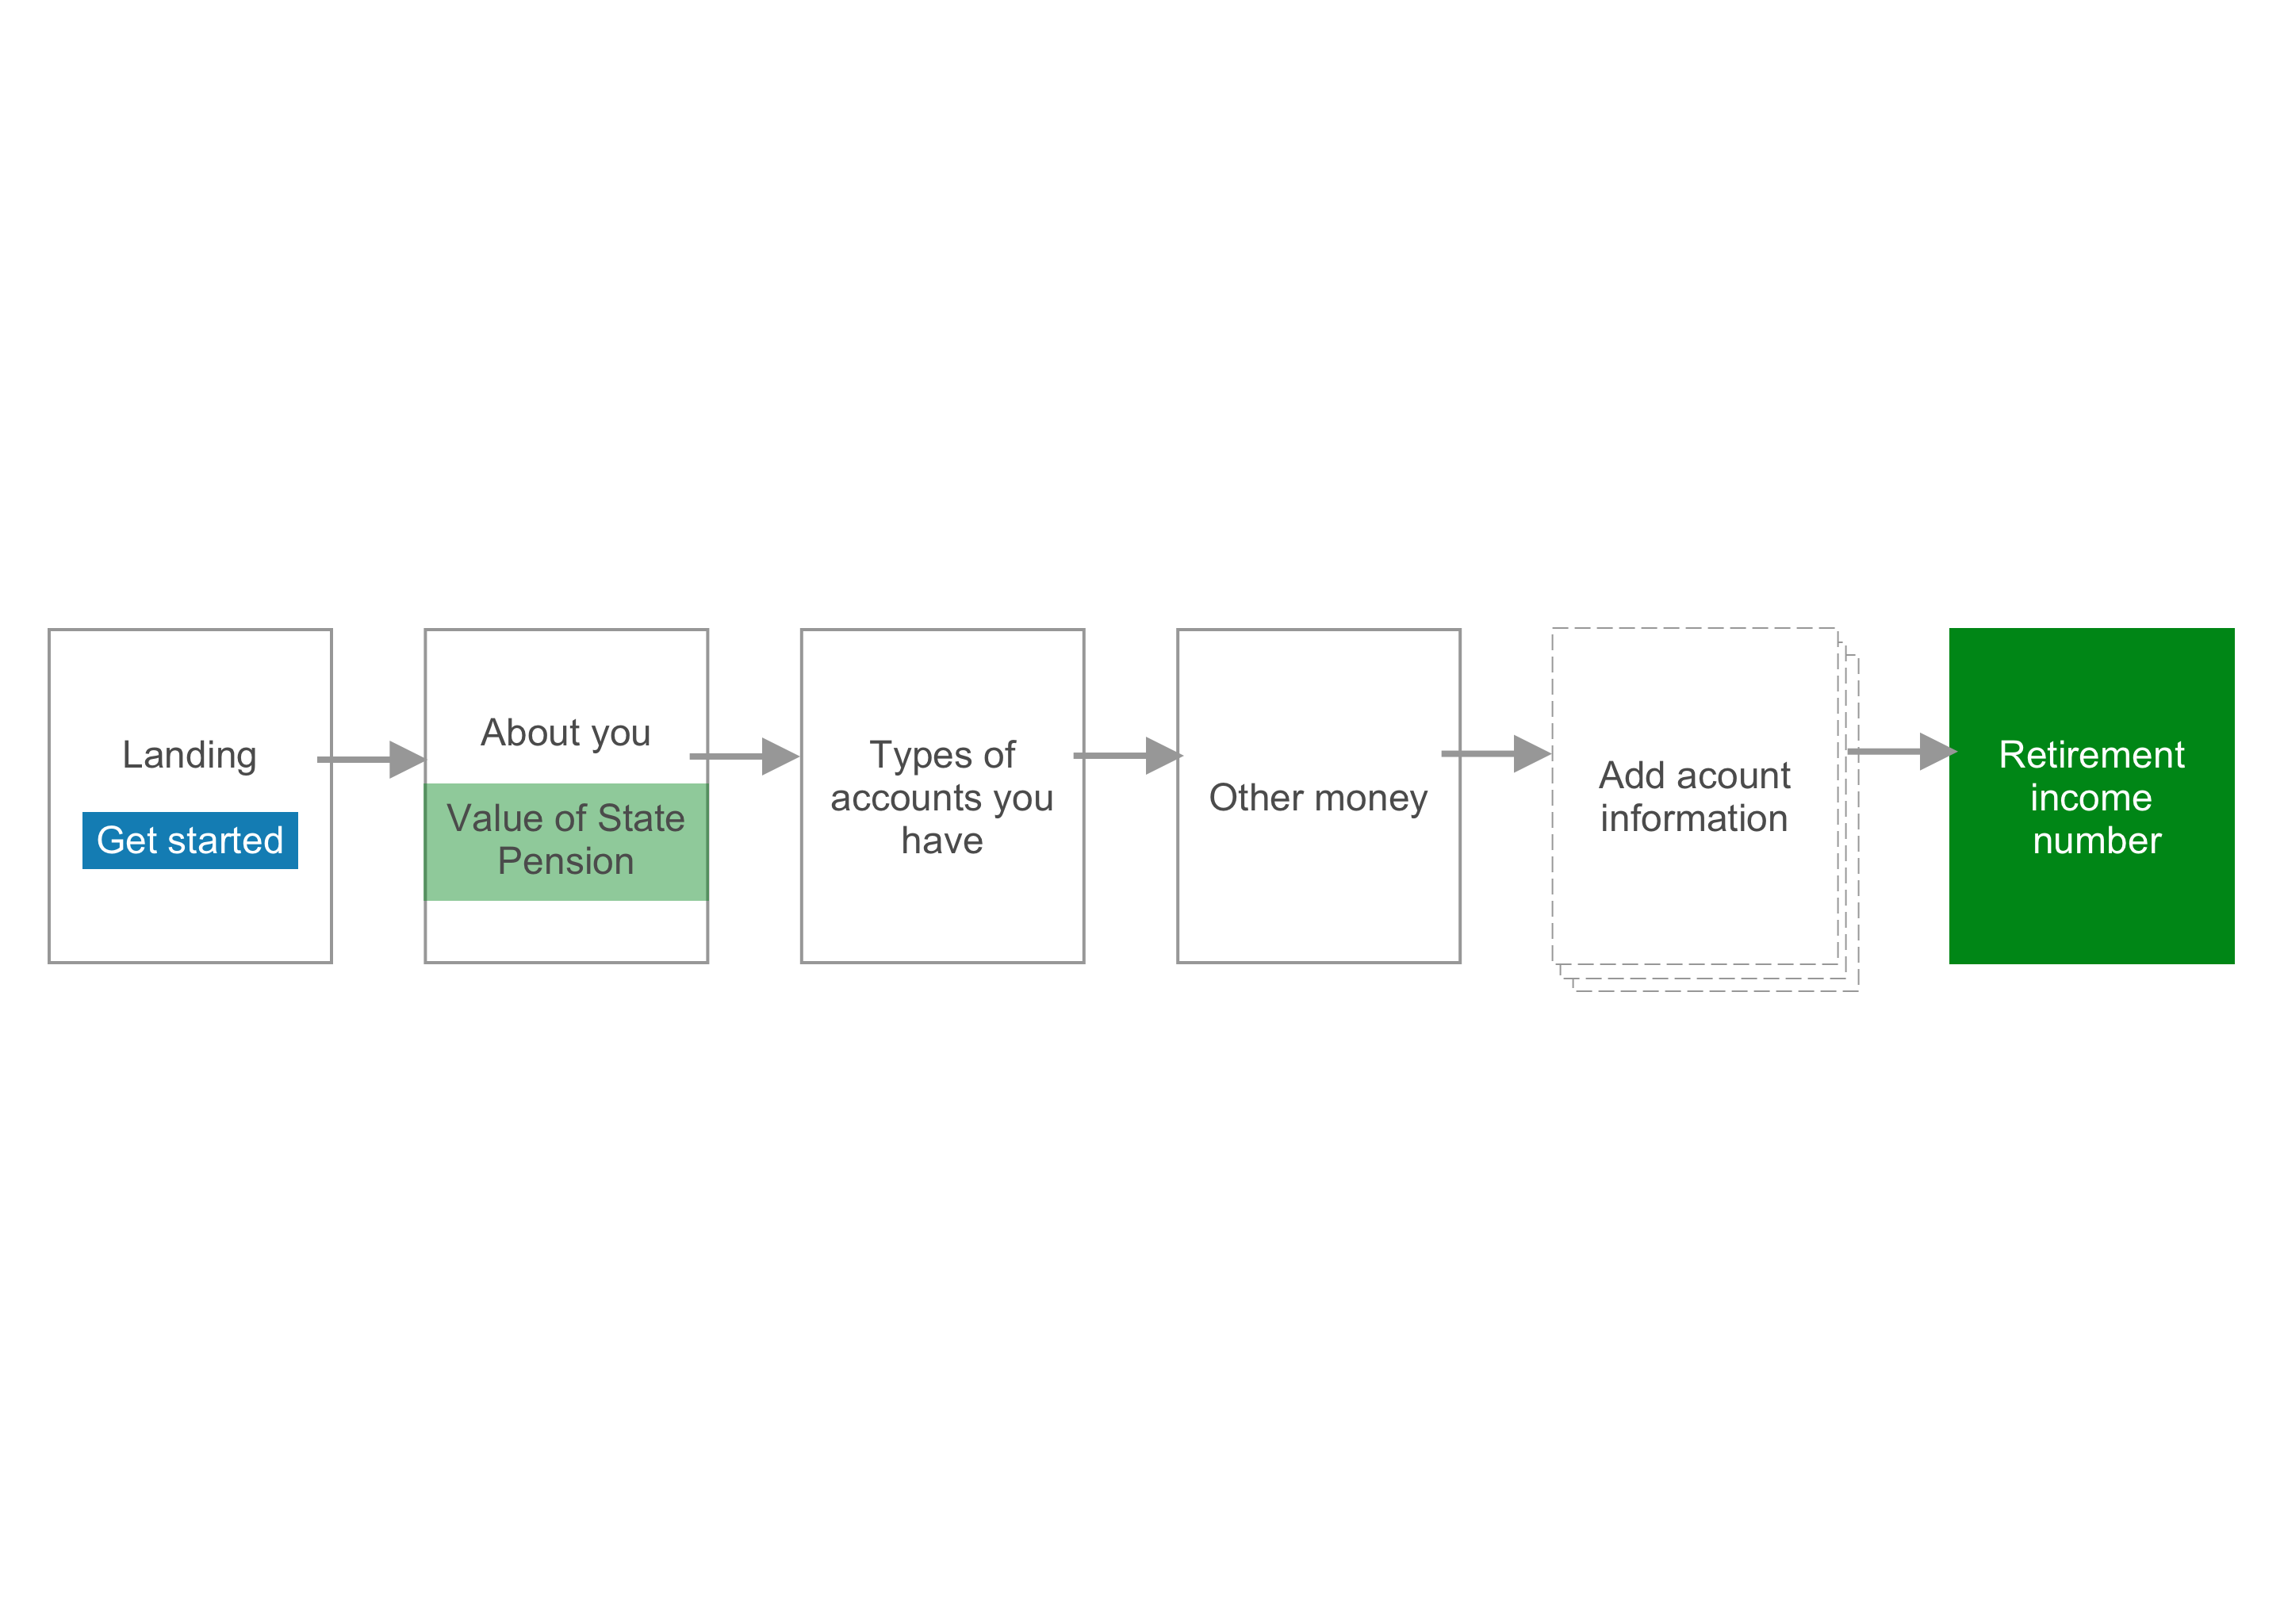 Landing
Get started
About you
Value of State
Pension
Types of
accounts you
have
Other money
Add acount
information
Retirement
income
number